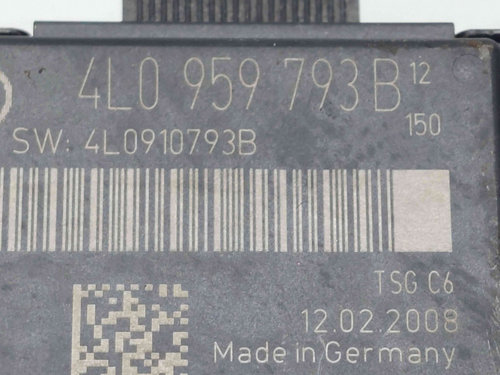 4L0 959 793 B 12
150
SW: 4L0910793B
TSG C6
12.02.2008
Made in Germany